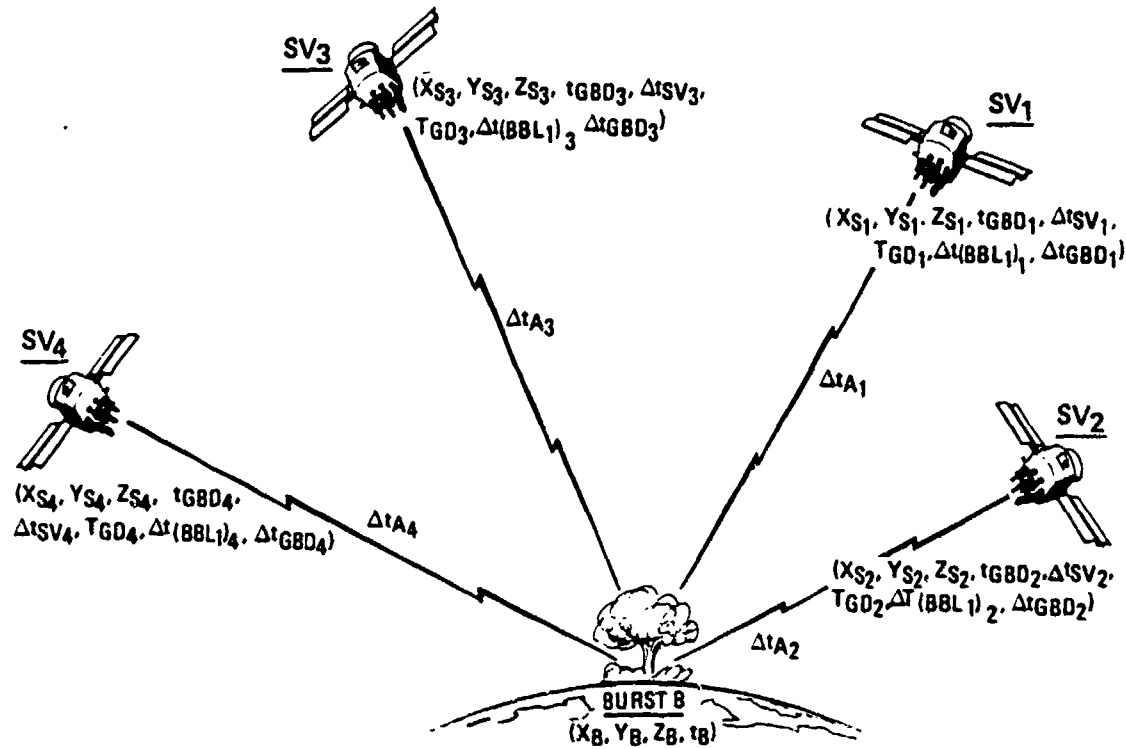 SV3
(XS3, YS3, ZS3, tGBD3, ΔtSV3,
TGD3, Δt(BBL1)3 ΔtGBD3)
SV1
(XS1, YS1. ZS1, tGBD1, ΔtSV1,
TGD1, Δt(BBL1)1, ΔtGBD1)
ΔtA3
ΔtA1
SV4
(XS4, YS4, ZS4, tGBD4,
ΔtSV4, TGD4, Δt(BBL1)4, ΔtGBD4)
ΔtA4
SV2
(XS2, YS2, ZS2, tGBD2, ΔtSV2,
TGD2, ΔT(BBL1)2, ΔtGBD2)
ΔtA2
BURST B
(XB, YB, ZB, tB)